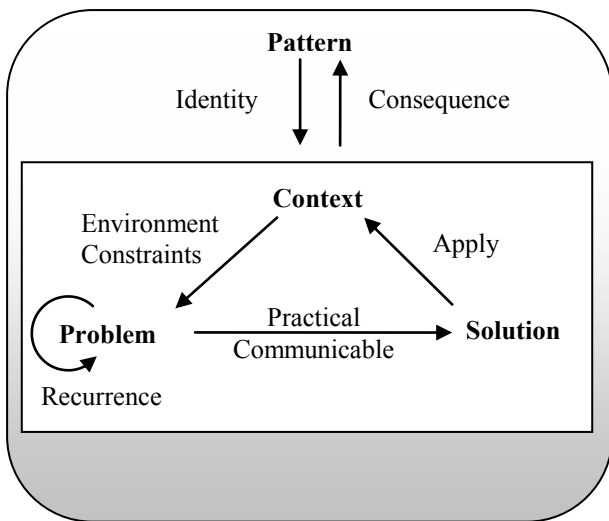 Pattern
Identity
Consequence
Context
Environment
Constraints
Apply
Problem
Practical
Communicable
Solution
Recurrence